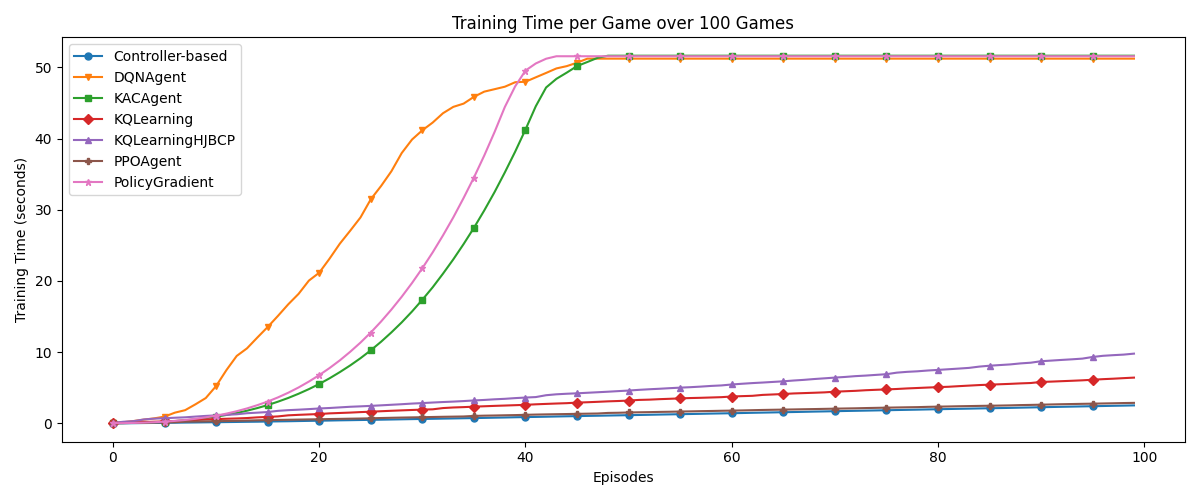 Training Time per Game over 100 Games
Training Time (seconds)
50
40
30
20
10
0
Controller-based
DQNAgent
KACAgent
KQLearning
KQLearningHJBCP
PPOAgent
PolicyGradient
0 20 40 60 80 100
Episodes